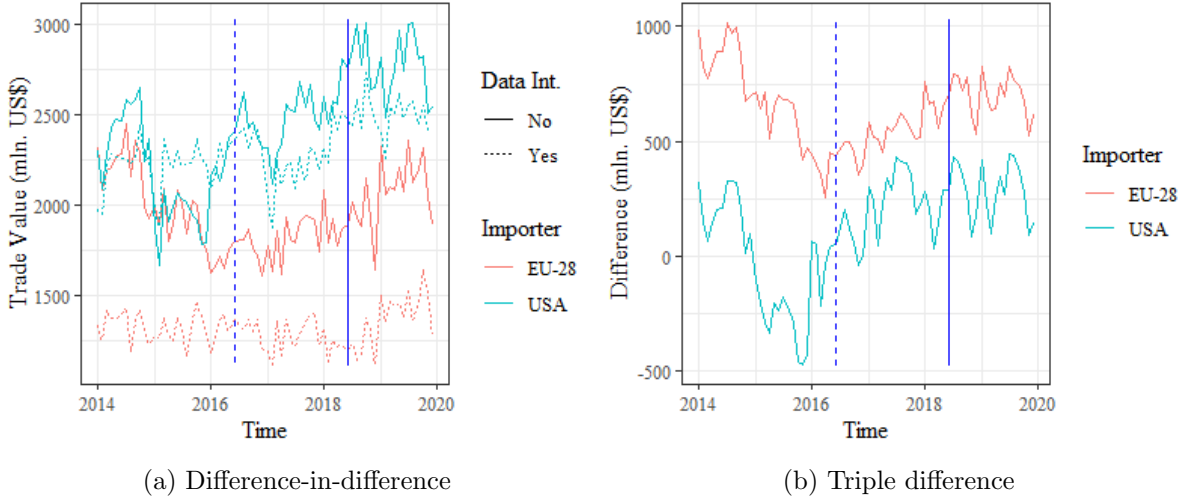 Trade Value (mln. US$)
3000
2500
2000
1500
2014
2016
2018
2020
Time
Data Int.
No
Yes
Importer
EU-28
USA
(a) Difference-in-difference
Difference (mln. US$)
1000
500
0
-500
2014
2016
2018
2020
Time
Importer
EU-28
USA
(b) Triple difference